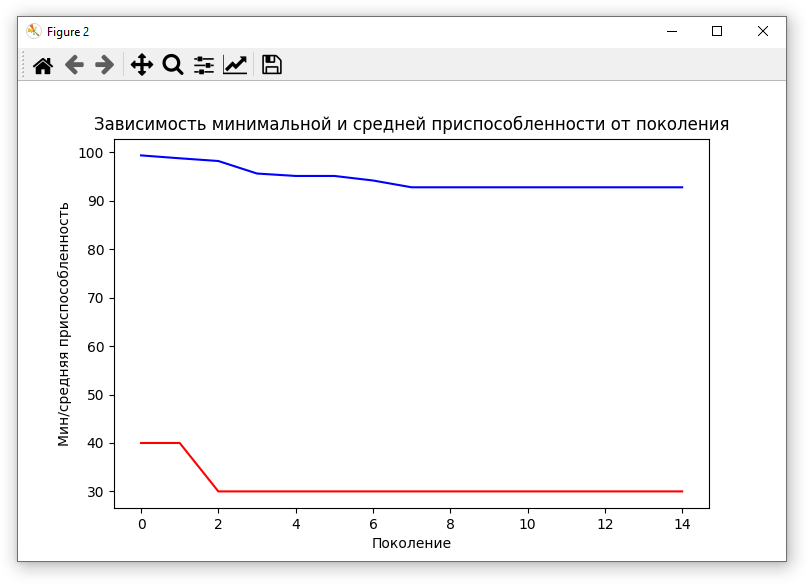 Figure 2
Зависимость минимальной и средней приспособленности от поколения
Мин/средняя приспособленность
100
90
80
70
60
50
40
30
0 2 4 6 8 10 12 14
Поколение